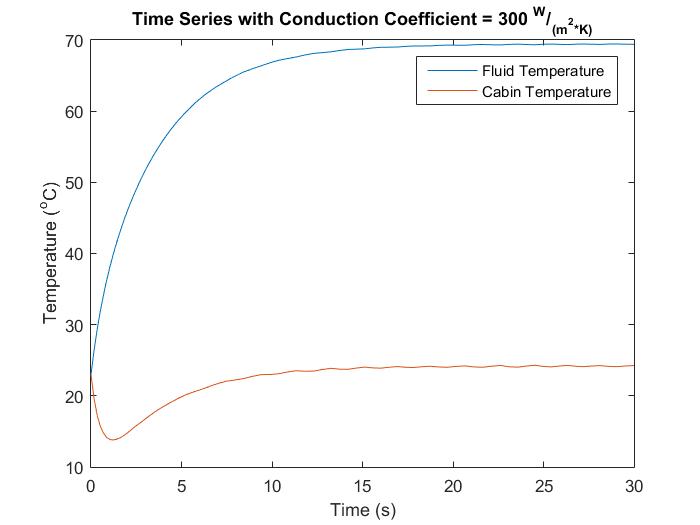 Time Series with Conduction Coefficient = 300 W/(m2*K)
70
60
50
40
30
20
10
Temperature (oC)
Fluid Temperature
Cabin Temperature
0 5 10 15 20 25 30
Time (s)